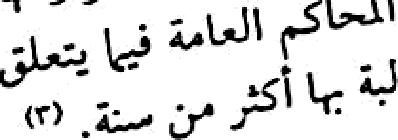 المحاكم العامة فيما يتعلق
لبة بها أكثر من سنة. (٣)